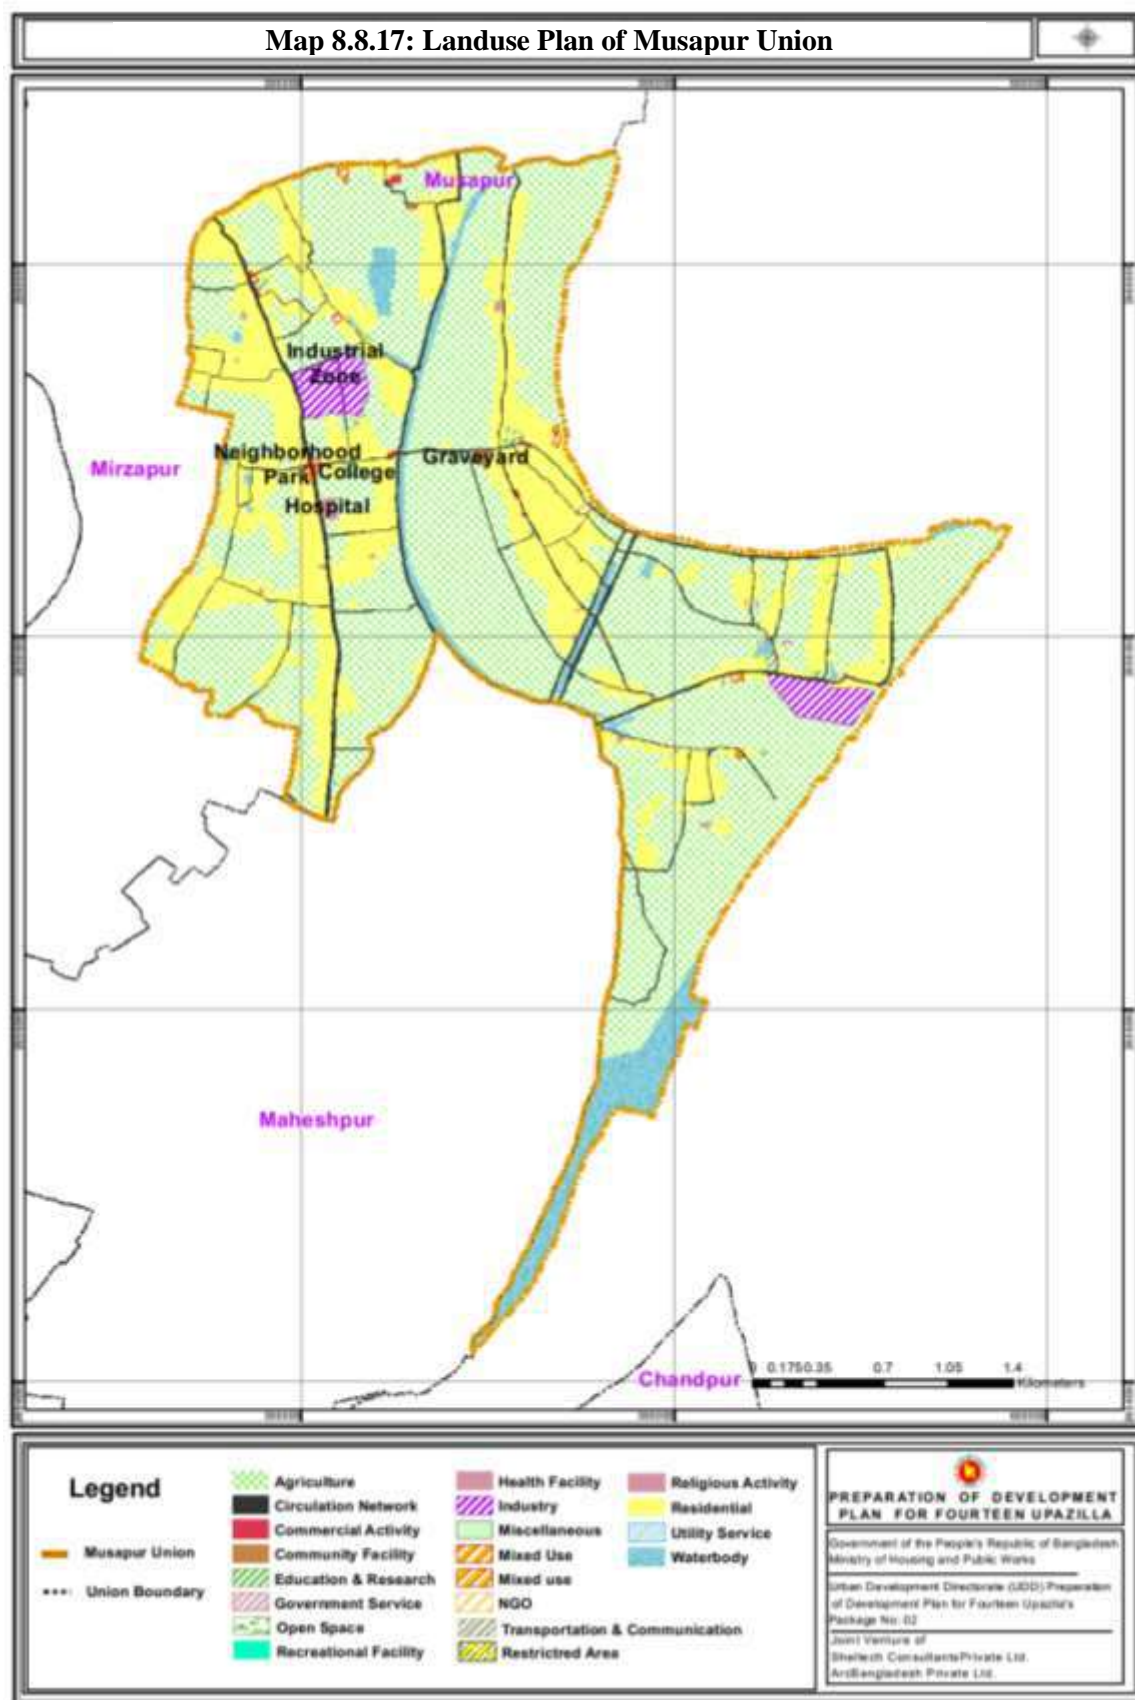 Map 8.8.17: Landuse Plan of Musapur Union
Musapur
Industrial
Zone
Neighborhood
Park
College
Graveyard
Hospital
Mirzapur
Maheshpur
Chandpur
0 0.175 0.35 0.7 1.05 1.4
Kilometers
Legend
Musapur Union
Union Boundary
Agriculture
Circulation Network
Commercial Activity
Community Facility
Education & Research
Government Service
Open Space
Recreational Facility
Health Facility
Industry
Miscellaneous
Mixed Use
Mixed use
NGO
Transportation & Communication
Restrictred Area
Religious Activity
Residential
Utility Service
Waterbody
PREPARATION OF DEVELOPMENT
PLAN FOR FOURTEEN UPAZILLA
Government of the People's Republic of Bangladesh
Ministry of Housing and Public Works
Urban Development Directorate (UDD) Preparation
of Development Plan for Fourteen Upazila's
Package No: 02
Joint Venture of
Sheltech ConsultantsPrivate Ltd.
ArcBangladesh Private Ltd.